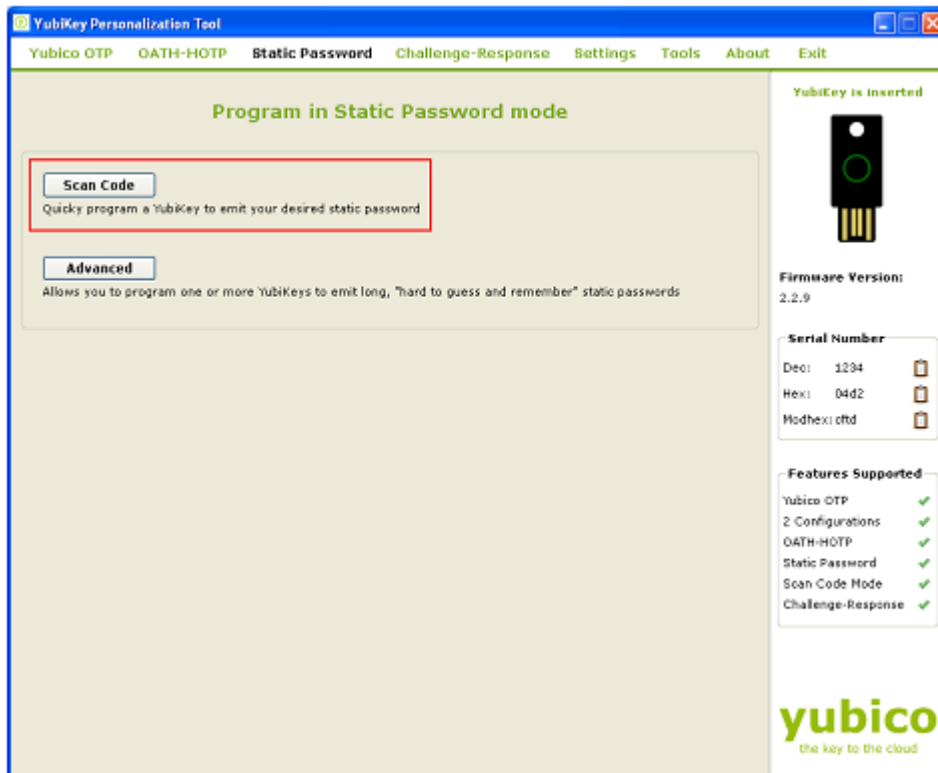 YubiKey Personalization Tool
Yubico OTP OATH-HOTP Static Password Challenge-Response Settings Tools About Exit
Program in Static Password mode
Scan Code
Quicky program a YubiKey to emit your desired static password
Advanced
Allows you to program one or more YubiKeys to emit long, "hard to guess and remember" static passwords
YubiKey is inserted
Firmware Version:
2.2.9
Serial Number
Dec: 1234
Hex: 04d2
Modhex: cftd
Features Supported
Yubico OTP
2 Configurations
OATH-HOTP
Static Password
Scan Code Mode
Challenge-Response
yubico
the key to the cloud